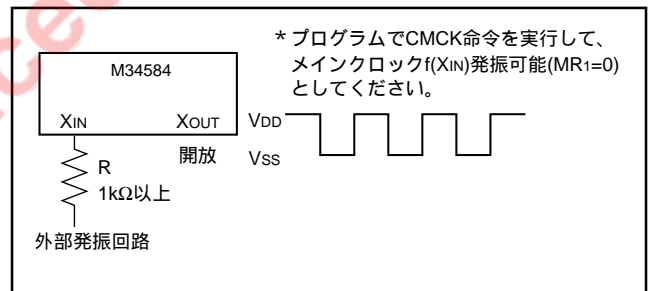 * プログラムでCMCK命令を実行して、
メインクロックf(XIN)発振可能(MR1=0)
としてください。
M34584
XIN
XOUT
開放
VDD
VSS
R
1kΩ以上
外部発振回路